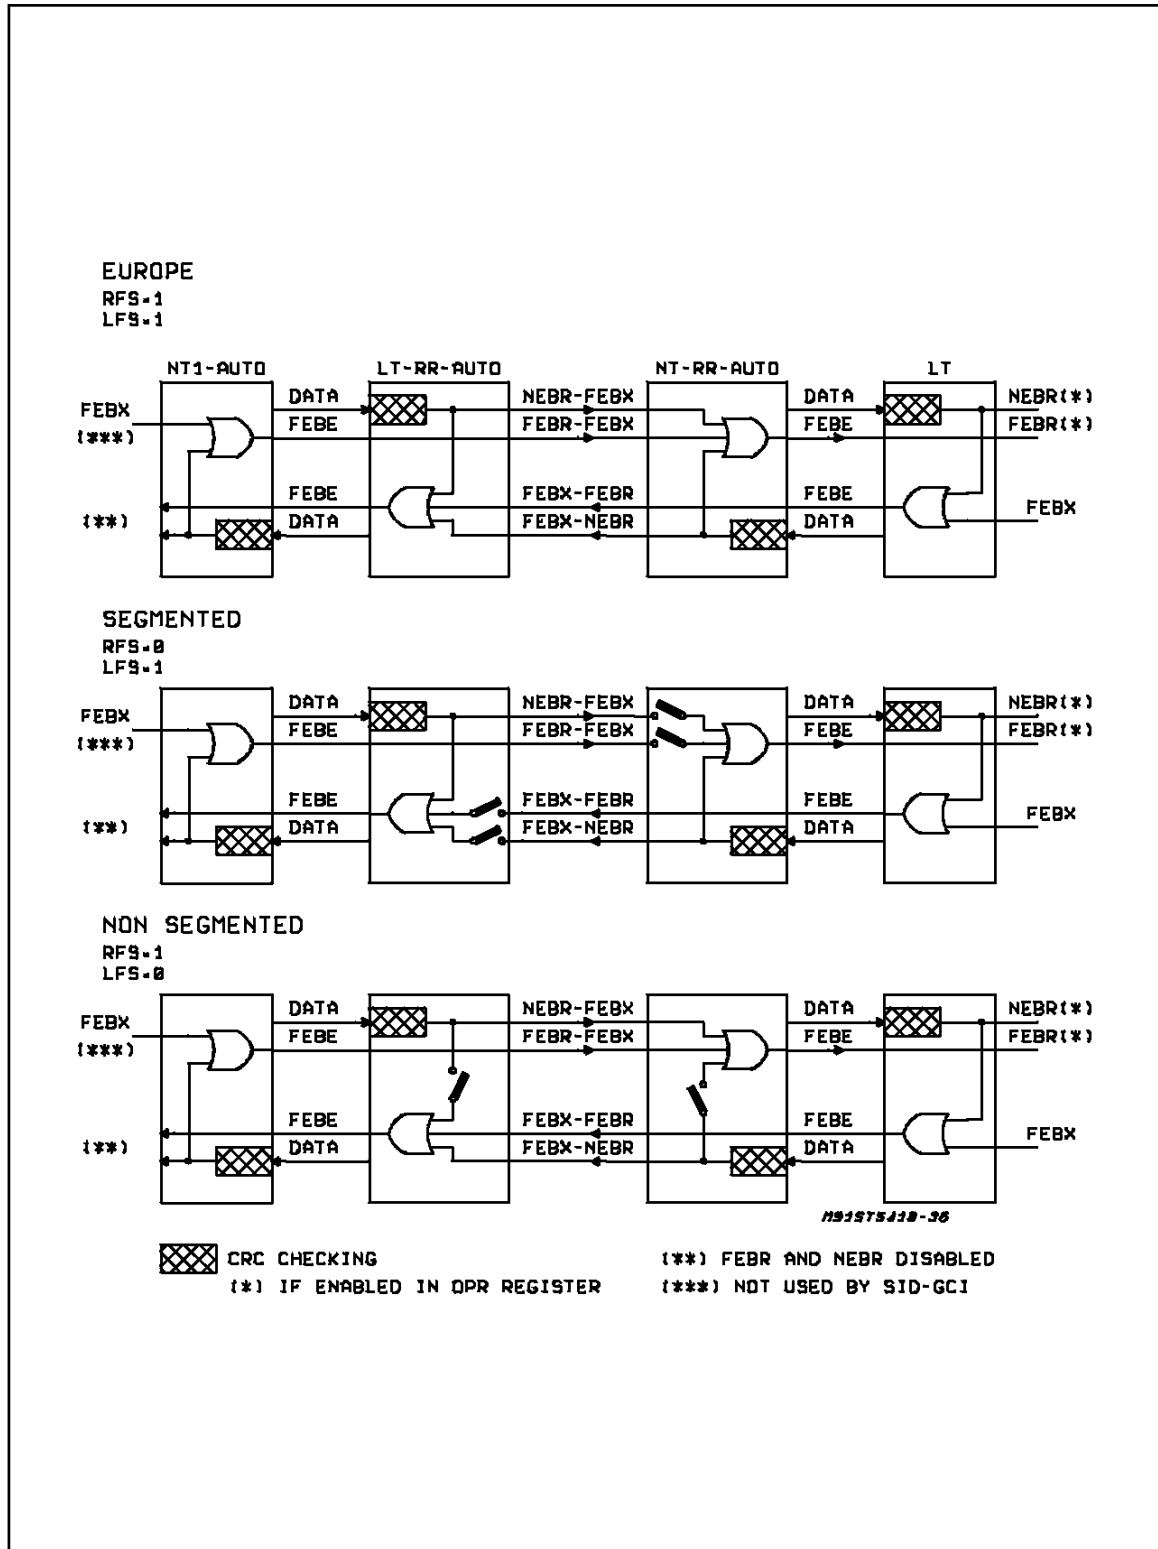 EUROPE
RFS=1
LFS=1
NT1-AUTO LT-RR-AUTO NT-RR-AUTO LT
FEBX DATA NEBR-FEBX DATA NEBR(*)
(***) FEBE FEBR-FEBX FEBE FEBR(*)
FEBE FEBX-FEBR FEBE FEBX
(**) DATA FEBX-NEBR DATA
SEGMENTED
RFS=0
LFS=1
FEBX DATA NEBR-FEBX DATA NEBR(*)
(***) FEBE FEBR-FEBX FEBE FEBR(*)
FEBE FEBX-FEBR FEBE FEBX
(**) DATA FEBX-NEBR DATA
NON SEGMENTED
RFS=1
LFS=0
FEBX DATA NEBR-FEBX DATA NEBR(*)
(***) FEBE FEBR-FEBX FEBE FEBR(*)
FEBE FEBX-FEBR FEBE FEBX
(**) DATA FEBX-NEBR DATA
M91ST5410-36
CRC CHECKING (**) FEBR AND NEBR DISABLED
(*) IF ENABLED IN OPR REGISTER (***) NOT USED BY SID-GCI